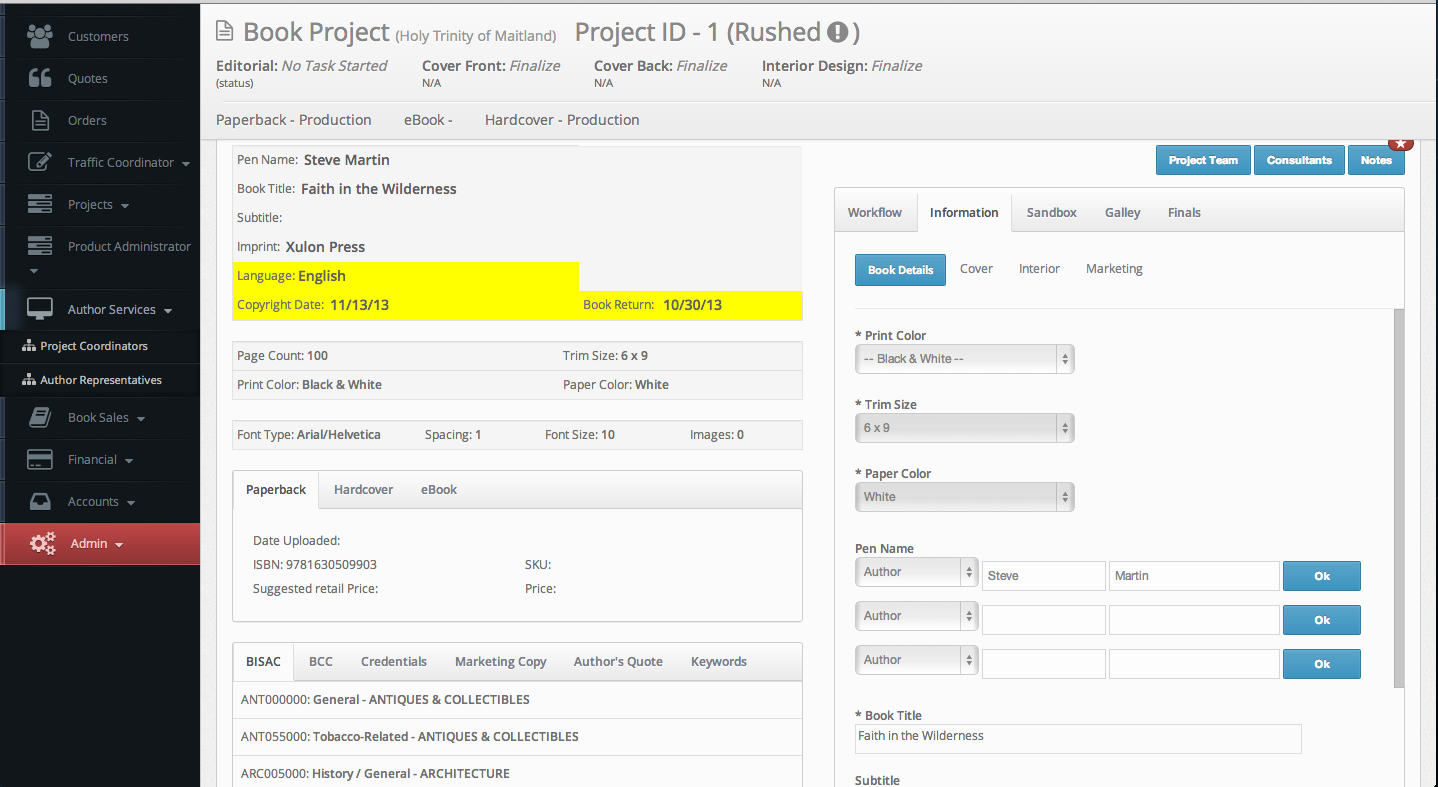 Customers
Quotes
Orders
Traffic Coordinator
Projects
Product Administrator
Author Services
Project Coordinators
Author Representatives
Book Sales
Financial
Accounts
Admin
Book Project (Holy Trinity of Maitland) Project ID - 1 (Rushed !)
Editorial: No Task Started Cover Front: Finalize Cover Back: Finalize Interior Design: Finalize
(status) N/A N/A N/A
Paperback - Production eBook - Hardcover - Production
Pen Name: Steve Martin
Book Title: Faith in the Wilderness
Subtitle:
Imprint: Xulon Press
Language: English
Copyright Date: 11/13/13 Book Return: 10/30/13
Page Count: 100 Trim Size: 6 x 9
Print Color: Black & White Paper Color: White
Font Type: Arial/Helvetica Spacing: 1 Font Size: 10 Images: 0
Paperback Hardcover eBook
Date Uploaded:
ISBN: 9781630509903 SKU:
Suggested retail Price: Price:
BISAC BCC Credentials Marketing Copy Author's Quote Keywords
ANT000000: General - ANTIQUES & COLLECTIBLES
ANT055000: Tobacco-Related - ANTIQUES & COLLECTIBLES
ARC005000: History / General - ARCHITECTURE
Project Team Consultants Notes
Workflow Information Sandbox Galley Finals
Book Details Cover Interior Marketing
* Print Color
-- Black & White --
* Trim Size
6 x 9
* Paper Color
White
Pen Name
Author Steve Martin Ok
Author Ok
Author Ok
* Book Title
Faith in the Wilderness
Subtitle